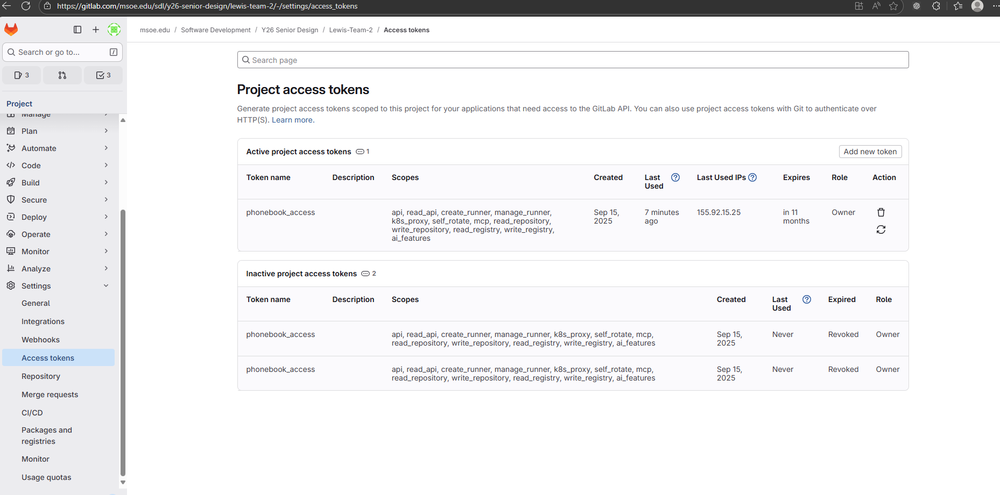 https://gitlab.com/msoe.edu/sdl/y26-senior-design/lewis-team-2/-/settings/access_tokens
msoe.edu / Software Development / Y26 Senior Design / Lewis-Team-2 / Access tokens
Search or go to... /
3
3
Project
Manage
Plan
Automate
Code
Build
Secure
Deploy
Operate
Monitor
Analyze
Settings
General
Integrations
Webhooks
Access tokens
Repository
Merge requests
CI/CD
Packages and
registries
Monitor
Usage quotas
Search page
Project access tokens
Generate project access tokens scoped to this project for your applications that need access to the GitLab API. You can also use project access tokens with Git to authenticate over
HTTP(S). Learn more.
Active project access tokens 1
Add new token
Token name Description Scopes Created Last Used Last Used IPs Expires Role Action
phonebook_access
api, read_api, create_runner, manage_runner,
k8s_proxy, self_rotate, mcp, read_repository,
write_repository, read_registry, write_registry,
ai_features
Sep 15,
2025
7 minutes
ago
155.92.15.25
in 11
months
Owner
Inactive project access tokens 2
Token name Description Scopes Created Last Used Expired Role
phonebook_access
api, read_api, create_runner, manage_runner, k8s_proxy, self_rotate, mcp,
read_repository, write_repository, read_registry, write_registry, ai_features
Sep 15,
2025
Never
Revoked
Owner
phonebook_access
api, read_api, create_runner, manage_runner, k8s_proxy, self_rotate, mcp,
read_repository, write_repository, read_registry, write_registry, ai_features
Sep 15,
2025
Never
Revoked
Owner